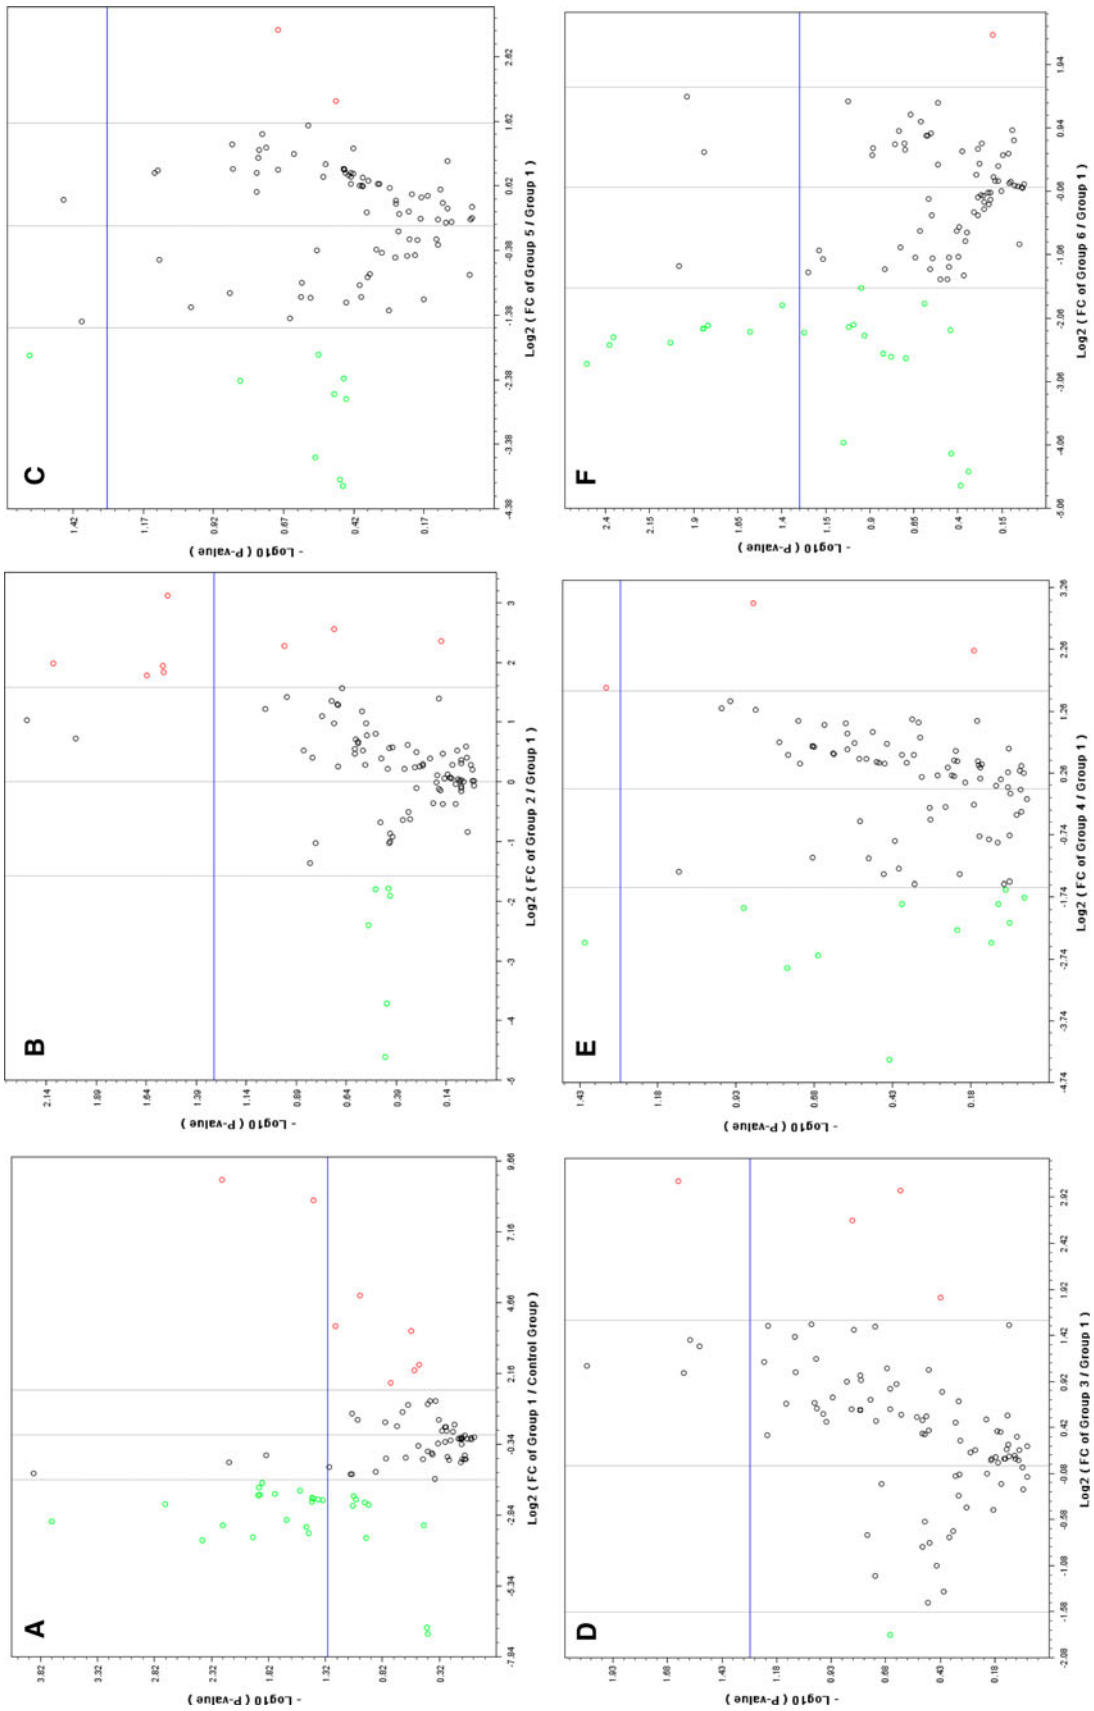 A
- Log10 ( P-value )
3.82
3.32
2.82
2.32
1.82
1.32
0.82
0.32
-7.84 -5.34 -2.84 -0.34 2.16 4.66 7.16 9.66
Log2 ( FC of Group 1 / Control Group )
B
- Log10 ( P-value )
2.14
1.89
1.64
1.39
1.14
0.89
0.64
0.39
0.14
-5 -4 -3 -2 -1 0 1 2 3
Log2 ( FC of Group 2 / Group 1 )
C
- Log10 ( P-value )
1.42
1.17
0.92
0.67
0.42
0.17
-4.38 -3.38 -2.38 -1.38 -0.38 0.62 1.62 2.62
Log2 ( FC of Group 5 / Group 1 )
D
- Log10 ( P-value )
1.93
1.68
1.43
1.18
0.93
0.68
0.43
0.18
-2.08 -1.58 -1.08 -0.58 -0.08 0.42 0.92 1.42 1.92 2.42 2.92
Log2 ( FC of Group 3 / Group 1 )
E
- Log10 ( P-value )
1.43
1.18
0.93
0.68
0.43
0.18
-4.74 -3.74 -2.74 -1.74 -0.74 0.26 1.26 2.26 3.26
Log2 ( FC of Group 4 / Group 1 )
F
- Log10 ( P-value )
2.4
2.15
1.9
1.65
1.4
1.15
0.9
0.65
0.4
0.15
-5.06 -4.06 -3.06 -2.06 -1.06 -0.06 0.94 1.94
Log2 ( FC of Group 6 / Group 1 )